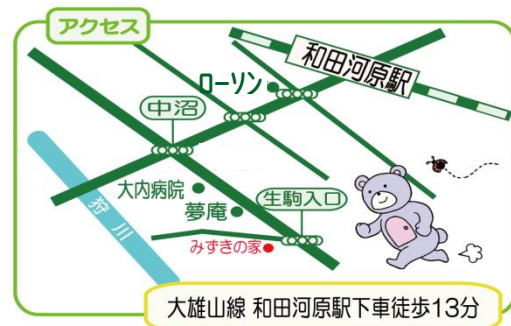 アクセス
和田河原駅
ローソン
中沼
大内病院
生駒入口
夢庵
みずきの家
狩川
大雄山線 和田河原駅下車徒歩13分